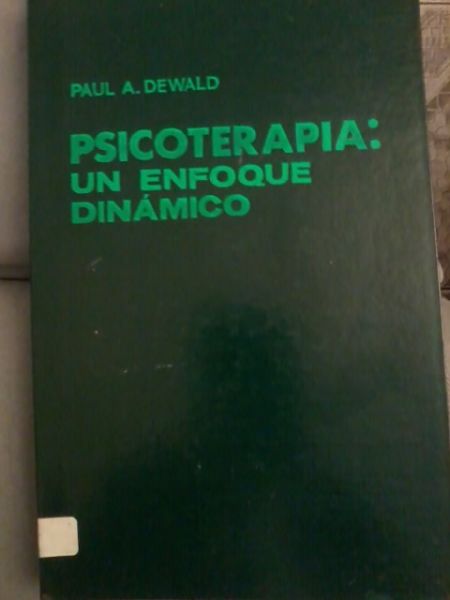 PAUL A. DEWALD
PSICOTERAPIA:
UN ENFOQUE
DINÁMICO